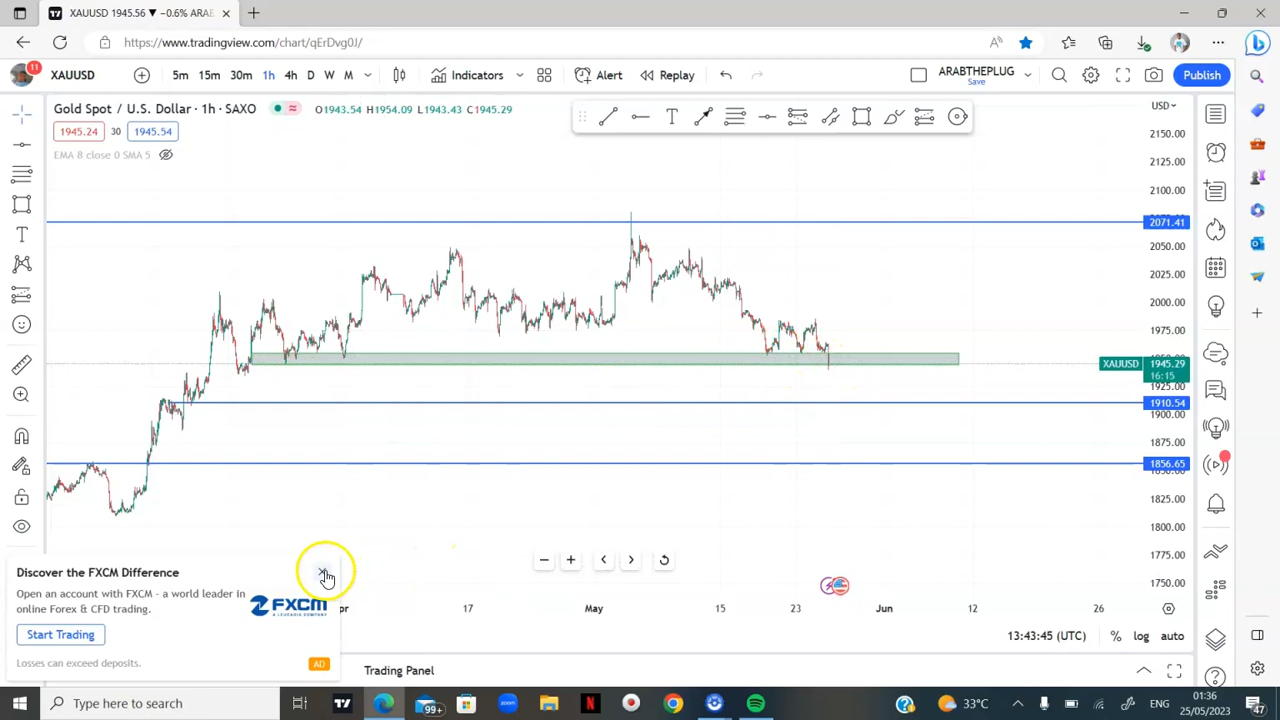 XAUUSD 1945.56 ▼ −0.6% ARAB
https://www.tradingview.com/chart/qErDvg0J/
11
XAUUSD
5m 15m 30m 1h 4h D W M
Indicators
Alert
Replay
ARABTHEPLUG
Save
Publish
Gold Spot / U.S. Dollar · 1h · SAXO
O1943.54 H1954.09 L1943.43 C1945.29
USD
1945.24 30 1945.54
EMA 8 close 0 SMA 5
2150.00
2125.00
2100.00
2071.41
2050.00
2025.00
2000.00
1975.00
XAUUSD 1945.29
16:15
1925.00
1910.54
1900.00
1875.00
1856.65
1825.00
1800.00
1775.00
1750.00
17 May 15 23 Jun 12 26
Discover the FXCM Difference
Open an account with FXCM - a world leader in
online Forex & CFD trading.
FXCM
A LEUCADIA COMPANY
Start Trading
Losses can exceed deposits.
AD
13:43:45 (UTC) % log auto
Trading Panel
Type here to search
99+
33°C
ENG
01:36
25/05/2023
47